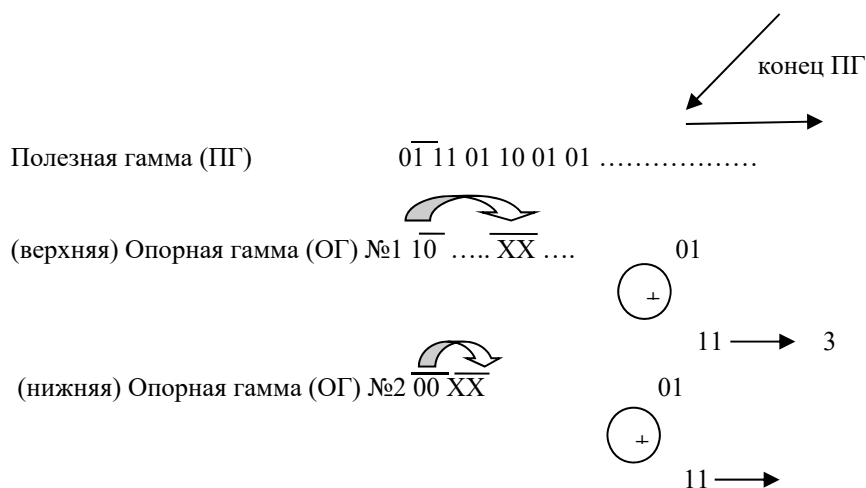 конец ПГ
Полезная гамма (ПГ) 01 11 01 10 01 01 ………………
(верхняя) Опорная гамма (ОГ) №1 10 ….. XX …. 01
+
11 3
(нижняя) Опорная гамма (ОГ) №2 00 XX 01
+
11